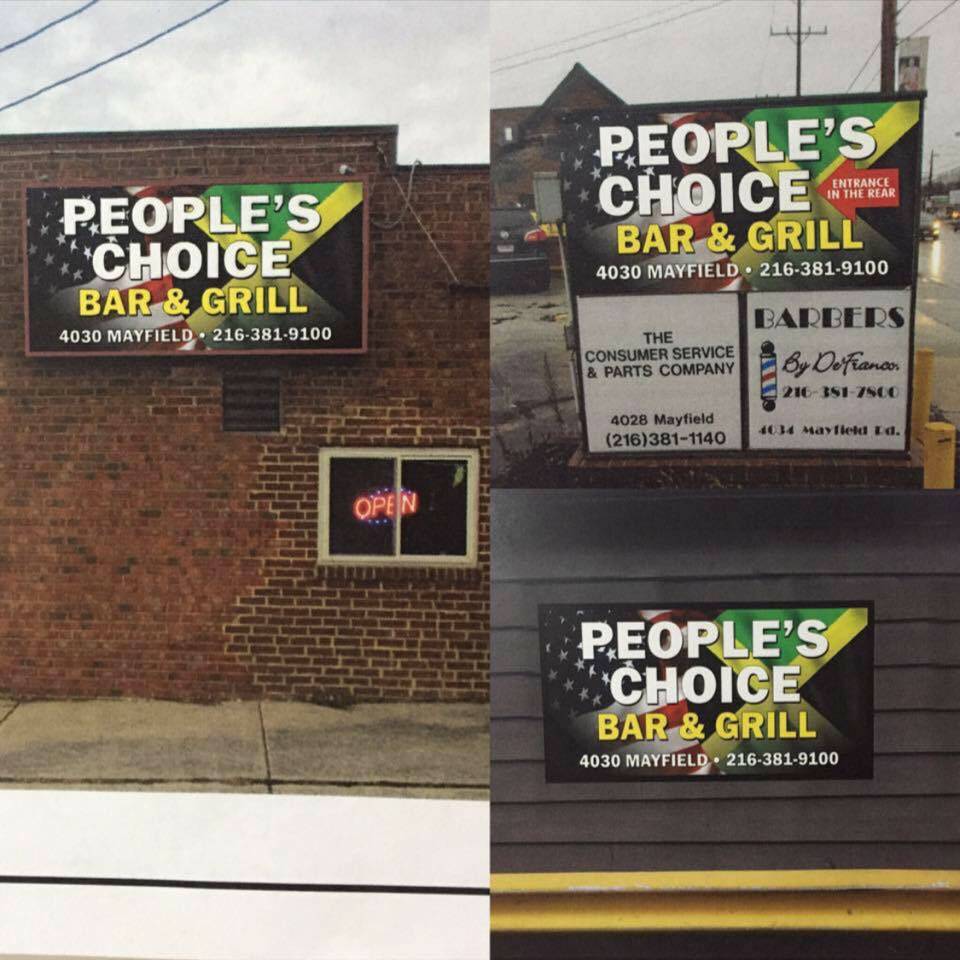 PEOPLE'S
CHOICE
BAR & GRILL
4030 MAYFIELD • 216-381-9100
OPEN
PEOPLE'S
CHOICE
ENTRANCE
IN THE REAR
BAR & GRILL
4030 MAYFIELD • 216-381-9100
THE
CONSUMER SERVICE
& PARTS COMPANY
4028 Mayfield
(216)381-1140
BARBERS
By DeFranco.
216-381-7800
4034 Mayfield Rd.
PEOPLE'S
CHOICE
BAR & GRILL
4030 MAYFIELD • 216-381-9100